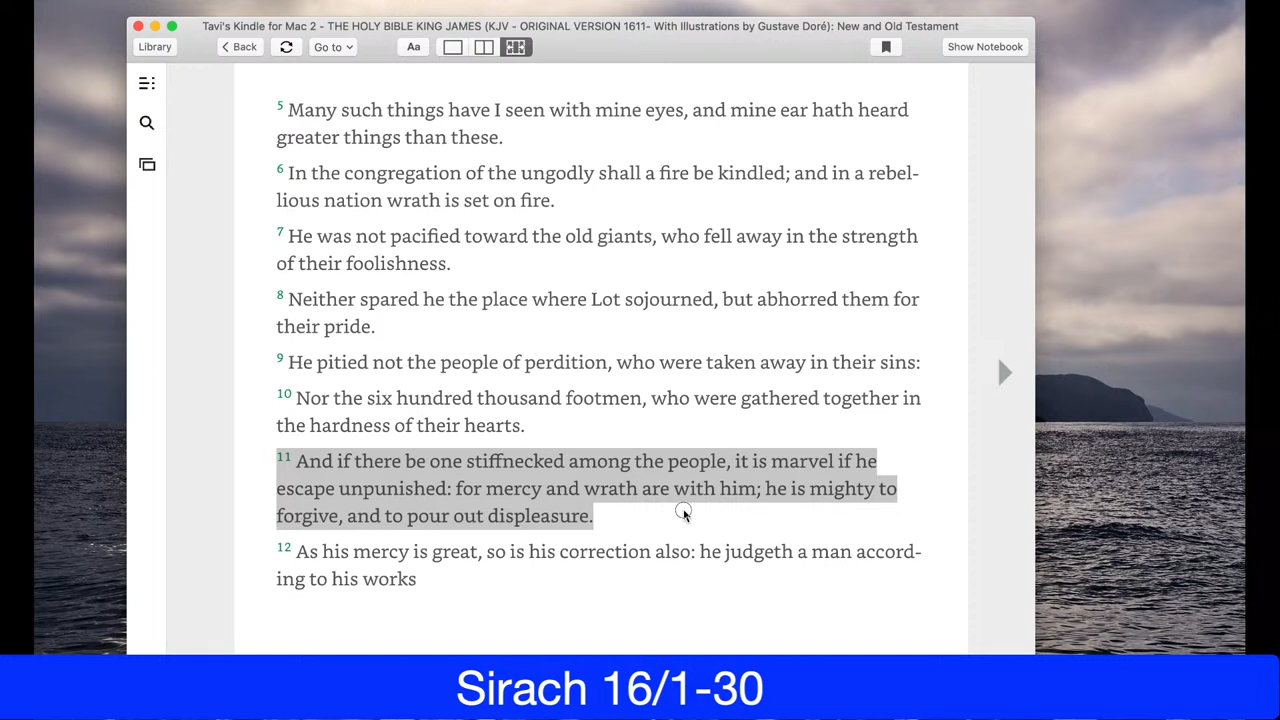 Tavi's Kindle for Mac 2 - THE HOLY BIBLE KING JAMES (KJV - ORIGINAL VERSION 1611- With Illustrations by Gustave Doré): New and Old Testament
Library
Back
Go to
Aa
Show Notebook
5 Many such things have I seen with mine eyes, and mine ear hath heard
greater things than these.
6 In the congregation of the ungodly shall a fire be kindled; and in a rebel-
lious nation wrath is set on fire.
7 He was not pacified toward the old giants, who fell away in the strength
of their foolishness.
8 Neither spared he the place where Lot sojourned, but abhorred them for
their pride.
9 He pitied not the people of perdition, who were taken away in their sins:
10 Nor the six hundred thousand footmen, who were gathered together in
the hardness of their hearts.
11 And if there be one stiffnecked among the people, it is marvel if he
escape unpunished: for mercy and wrath are with him; he is mighty to
forgive, and to pour out displeasure.
12 As his mercy is great, so is his correction also: he judgeth a man accord-
ing to his works
Sirach 16/1-30